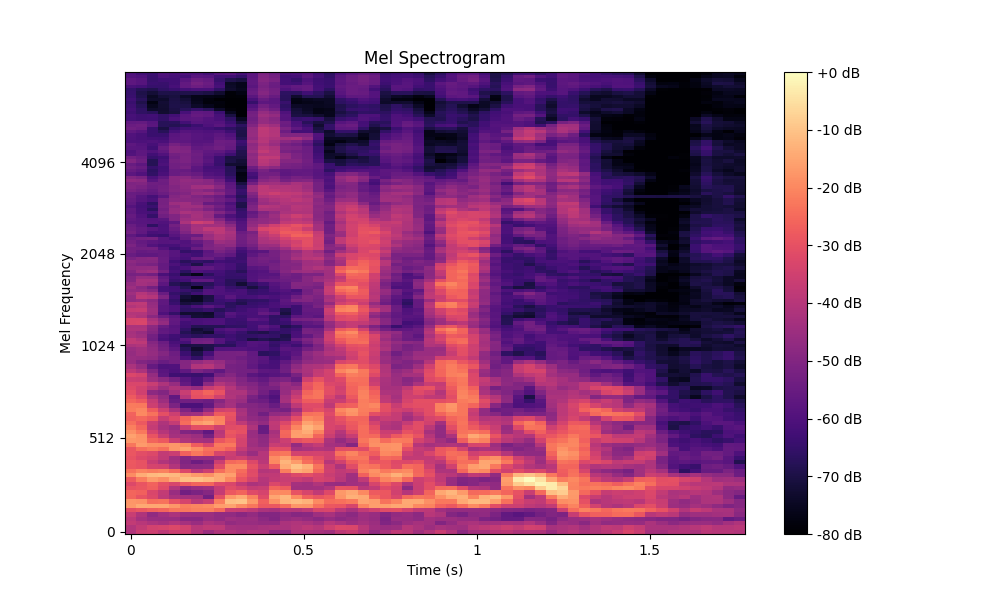 Mel Spectrogram
Mel Frequency
4096
2048
1024
512
0
0
0.5
1
1.5
Time (s)
+0 dB
-10 dB
-20 dB
-30 dB
-40 dB
-50 dB
-60 dB
-70 dB
-80 dB